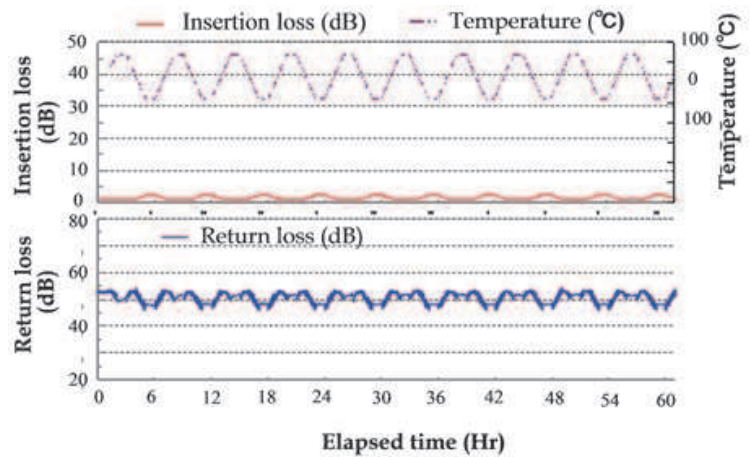 Insertion loss (dB) Temperature (℃)
50
40
30
20
10
0
Insertion loss
(dB)
100
0
100
Temperature (℃)
80
60
50
20
Return loss
(dB)
Return loss (dB)
0 6 12 18 24 30 36 42 48 54 60
Elapsed time (Hr)